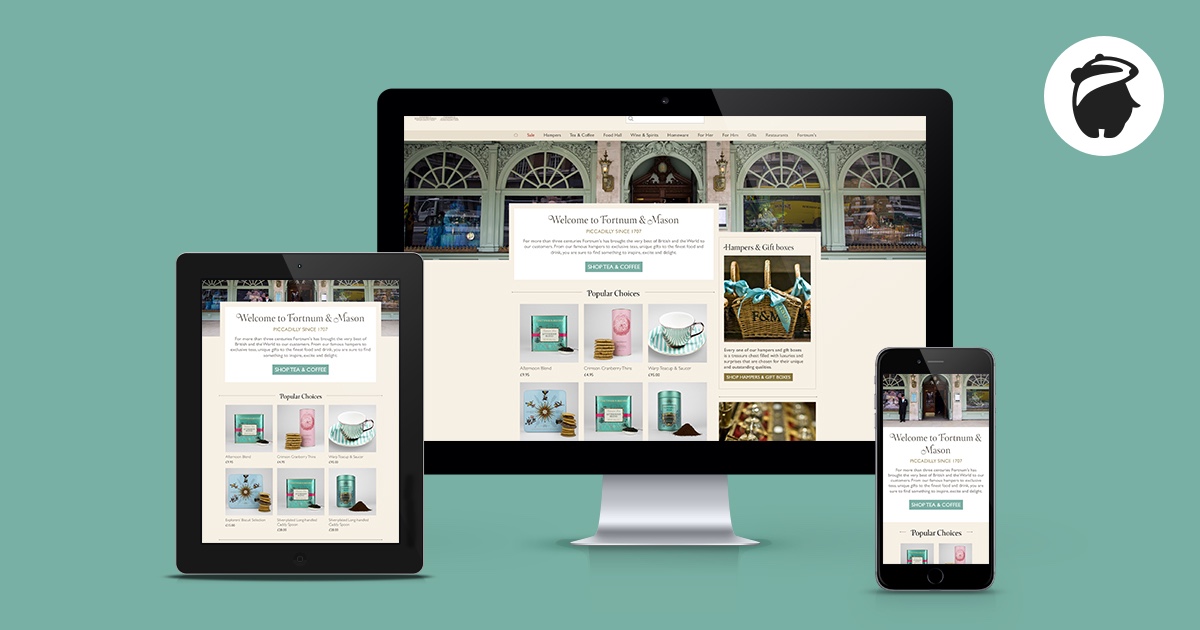 Sale Hampers Tea & Coffee Food Hall Wine & Spirits Homeware For Her For Him Gifts Restaurants Fortnum's
Welcome to Fortnum & Mason
PICCADILLY SINCE 1707
For more than three centuries Fortnum's has brought the very best of British and the World to
our customers. From our famous hampers to exclusive teas, unique gifts to the finest food and
drink, you are sure to find something to inspire, excite and delight.
SHOP TEA & COFFEE
Popular Choices
Afternoon Blend
£9.95
Crimson Cranberry Thins
£4.95
Warp Teacup & Saucer
£95.00
Hampers & Gift boxes
F&M
Every one of our hampers and gift boxes
is a treasure chest filled with luxuries and
surprises that are chosen for their unique
and outstanding qualities.
SHOP HAMPERS & GIFT BOXES
Welcome to Fortnum & Mason
PICCADILLY SINCE 1707
For more than three centuries Fortnum's has brought the very best of
British and the World to our customers. From our famous hampers to
exclusive teas, unique gifts to the finest food and drink, you are sure to find
something to inspire, excite and delight.
SHOP TEA & COFFEE
Popular Choices
Afternoon Blend
£9.95
Crimson Cranberry Thins
£4.95
Warp Teacup & Saucer
£95.00
Explorers Biscuit Selection
Silver-plated Long-handled
Caddy Spoon
£38.00
Silver-plated Long-handled
Caddy Spoon
£38.00
Welcome to Fortnum &
Mason
PICCADILLY SINCE 1707
For more than three centuries Fortnum's has
brought the very best of British and the World to
our customers. From our famous hampers to exclusive
teas, unique gifts to the finest food and drink, you are
sure to find something to inspire, excite and delight.
SHOP TEA & COFFEE
Popular Choices